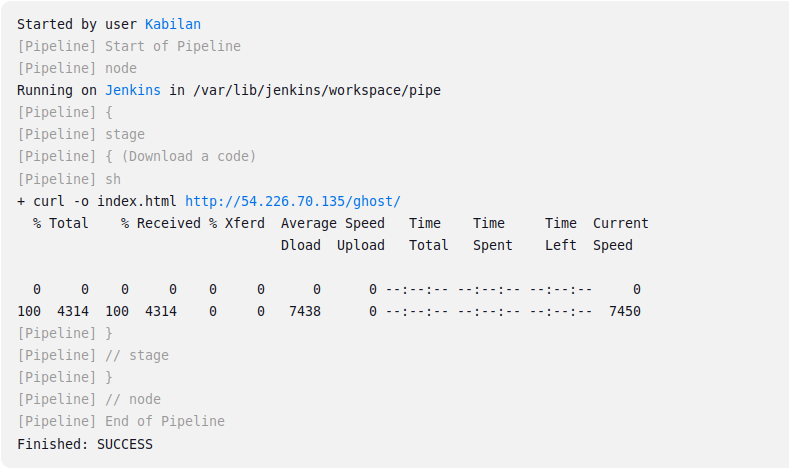 Started by user Kabilan
[Pipeline] Start of Pipeline
[Pipeline] node
Running on Jenkins in /var/lib/jenkins/workspace/pipe
[Pipeline] {
[Pipeline] stage
[Pipeline] { (Download a code)
[Pipeline] sh
+ curl -o index.html http://54.226.70.135/ghost/
  % Total    % Received % Xferd  Average Speed   Time    Time     Time  Current
                                 Dload  Upload   Total   Spent    Left  Speed

  0     0    0     0    0     0      0      0 --:--:-- --:--:-- --:--:--     0
100  4314  100  4314    0     0   7438      0 --:--:-- --:--:-- --:--:--  7450
[Pipeline] }
[Pipeline] // stage
[Pipeline] }
[Pipeline] // node
[Pipeline] End of Pipeline
Finished: SUCCESS